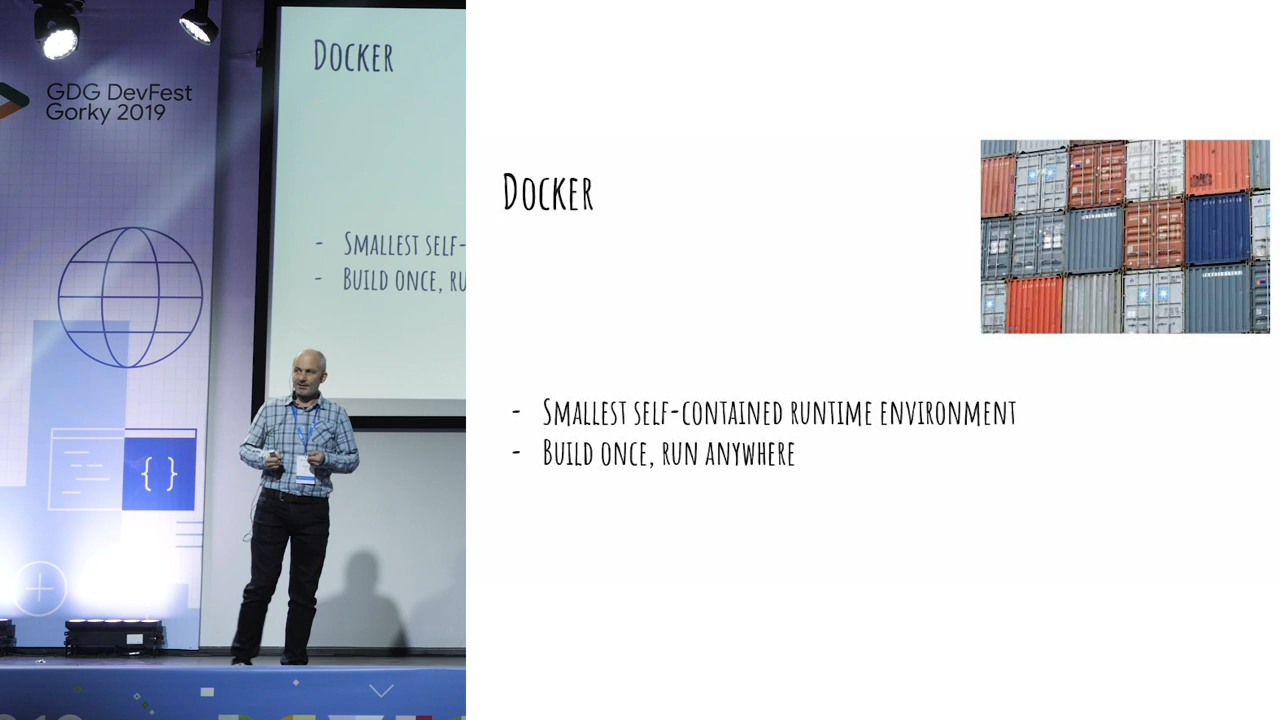 GDG DevFest
Gorky 2019
Docker
- Smallest self-
- Build once, ru
Docker
- Smallest self-contained runtime environment
- Build once, run anywhere
{ }